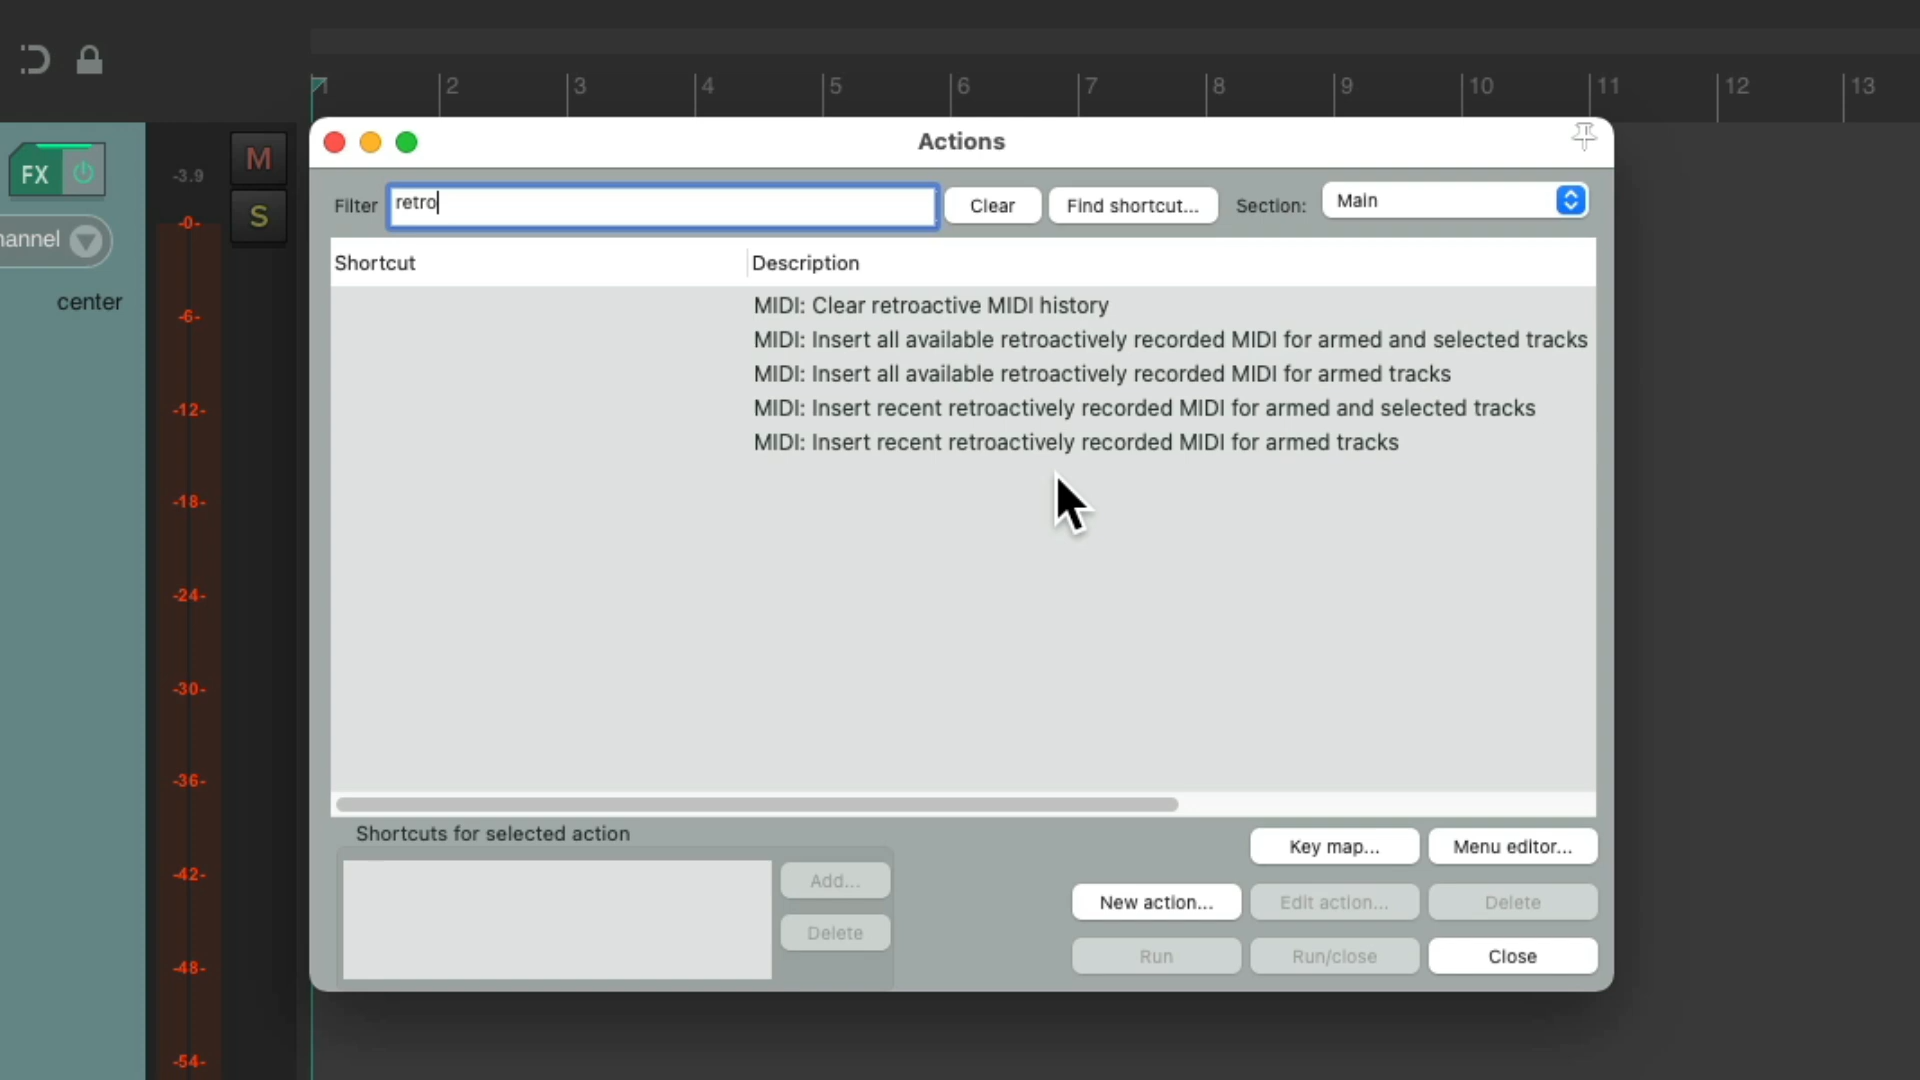 1 2 3 4 5 6 7 8 9 10 11 12 13
Actions
FX
-3.9
M
Filter retro Clear Find shortcut... Section: Main
-0-
S
hannel
Shortcut Description
center
-6-
MIDI: Clear retroactive MIDI history
MIDI: Insert all available retroactively recorded MIDI for armed and selected tracks
MIDI: Insert all available retroactively recorded MIDI for armed tracks
-12-
MIDI: Insert recent retroactively recorded MIDI for armed and selected tracks
MIDI: Insert recent retroactively recorded MIDI for armed tracks
-18-
-24-
-30-
-36-
-42-
-48-
-54-
Shortcuts for selected action
Add...
Delete
Key map... Menu editor...
New action... Edit action... Delete
Run Run/close Close